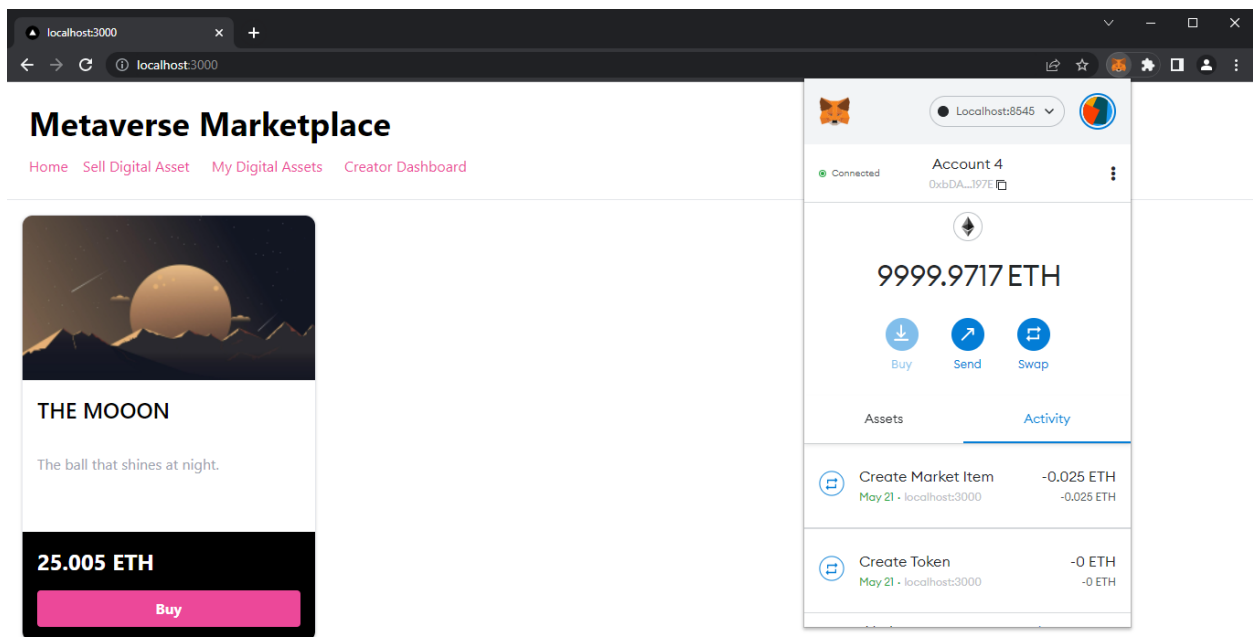 localhost:3000
localhost:3000
Metaverse Marketplace
Home Sell Digital Asset My Digital Assets Creator Dashboard
THE MOOON
The ball that shines at night.
25.005 ETH
Buy
Localhost:8545
Connected
Account 4
0xbDA...197E
9999.9717 ETH
Buy Send Swap
Assets Activity
Create Market Item -0.025 ETH
May 21 · localhost:3000 -0.025 ETH
Create Token -0 ETH
May 21 · localhost:3000 -0 ETH